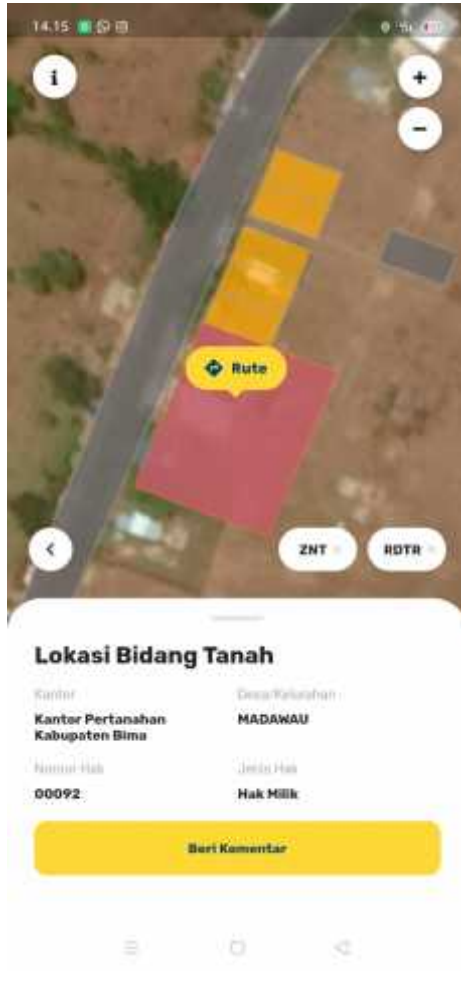 14.15
i
+
−
Rute
ZNT
RDTR
Lokasi Bidang Tanah
Kantor
Desa/Kelurahan
Kantor Pertanahan
Kabupaten Bima
MADAWAU
Nomor Hak
Jenis Hak
00092
Hak Milik
Beri Komentar